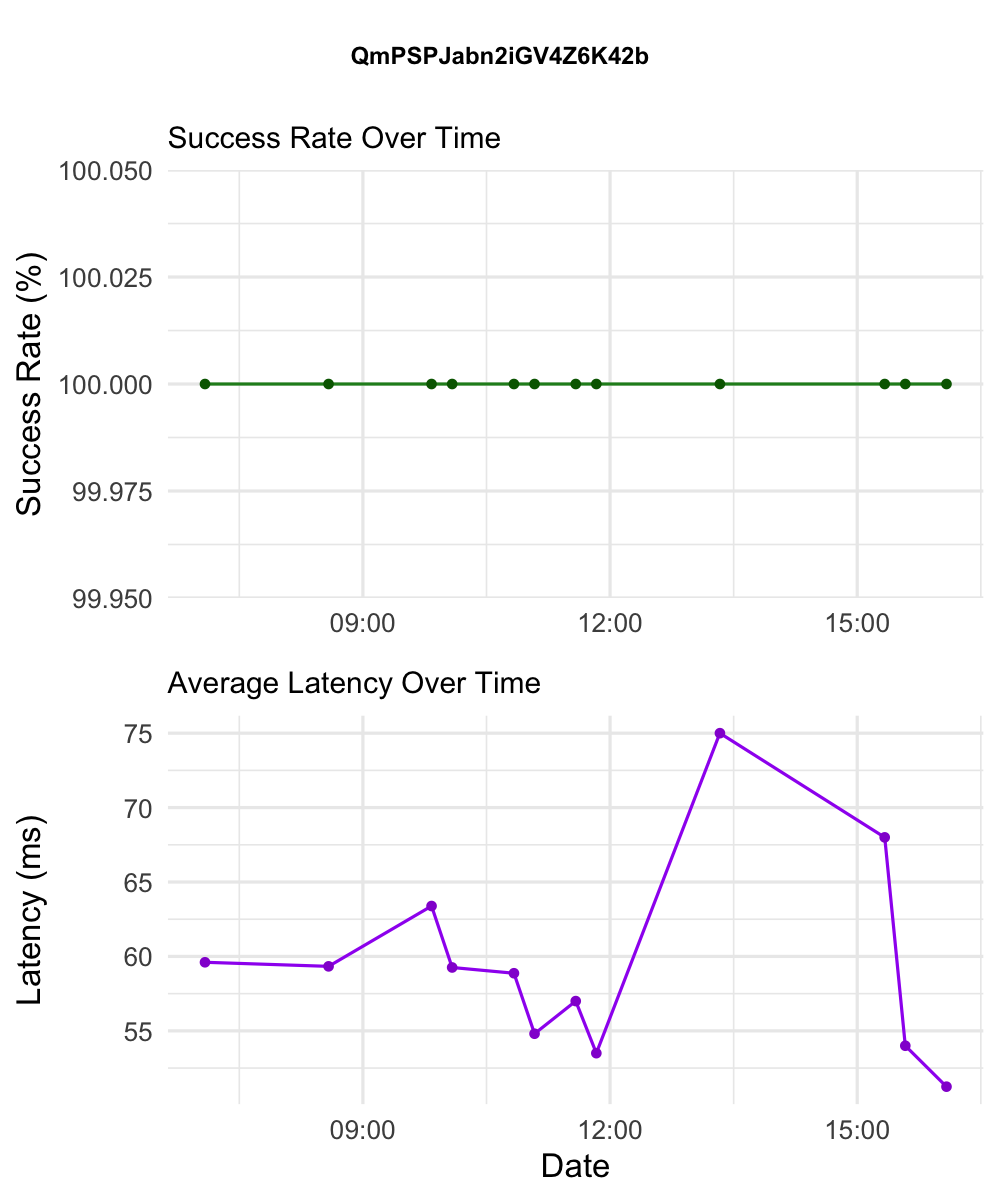 QmPSPJabn2iGV4Z6K42b
Success Rate Over Time
Success Rate (%)
100.050
100.025
100.000
99.975
99.950
09:00 12:00 15:00
Average Latency Over Time
Latency (ms)
75
70
65
60
55
09:00 12:00 15:00
Date